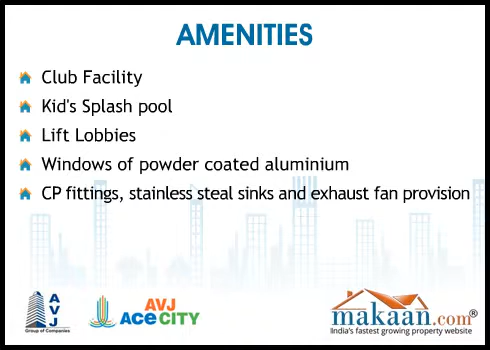 AMENITIES
Club Facility
Kid's Splash pool
Lift Lobbies
Windows of powder coated aluminium
CP fittings, stainless steal sinks and exhaust fan provision
AVJ
Group of Companies
AVJ
ACE CITY
makaan.com®
India's fastest growing property website